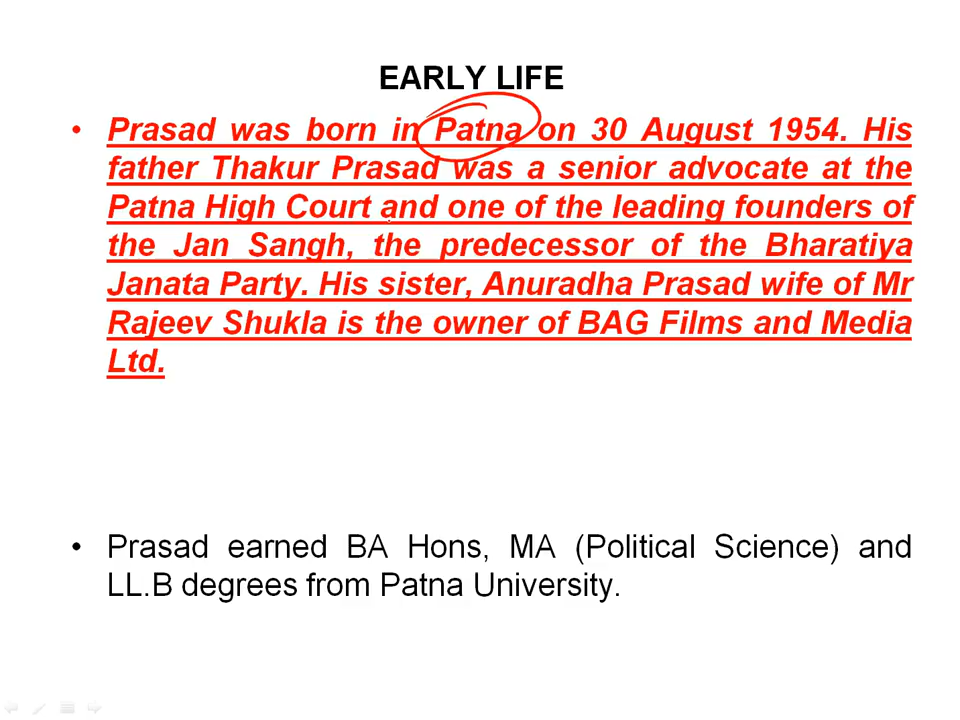 EARLY LIFE
• Prasad was born in Patna on 30 August 1954. His
father Thakur Prasad was a senior advocate at the
Patna High Court and one of the leading founders of
the Jan Sangh, the predecessor of the Bharatiya
Janata Party. His sister, Anuradha Prasad wife of Mr
Rajeev Shukla is the owner of BAG Films and Media
Ltd.
• Prasad earned BA Hons, MA (Political Science) and
LL.B degrees from Patna University.